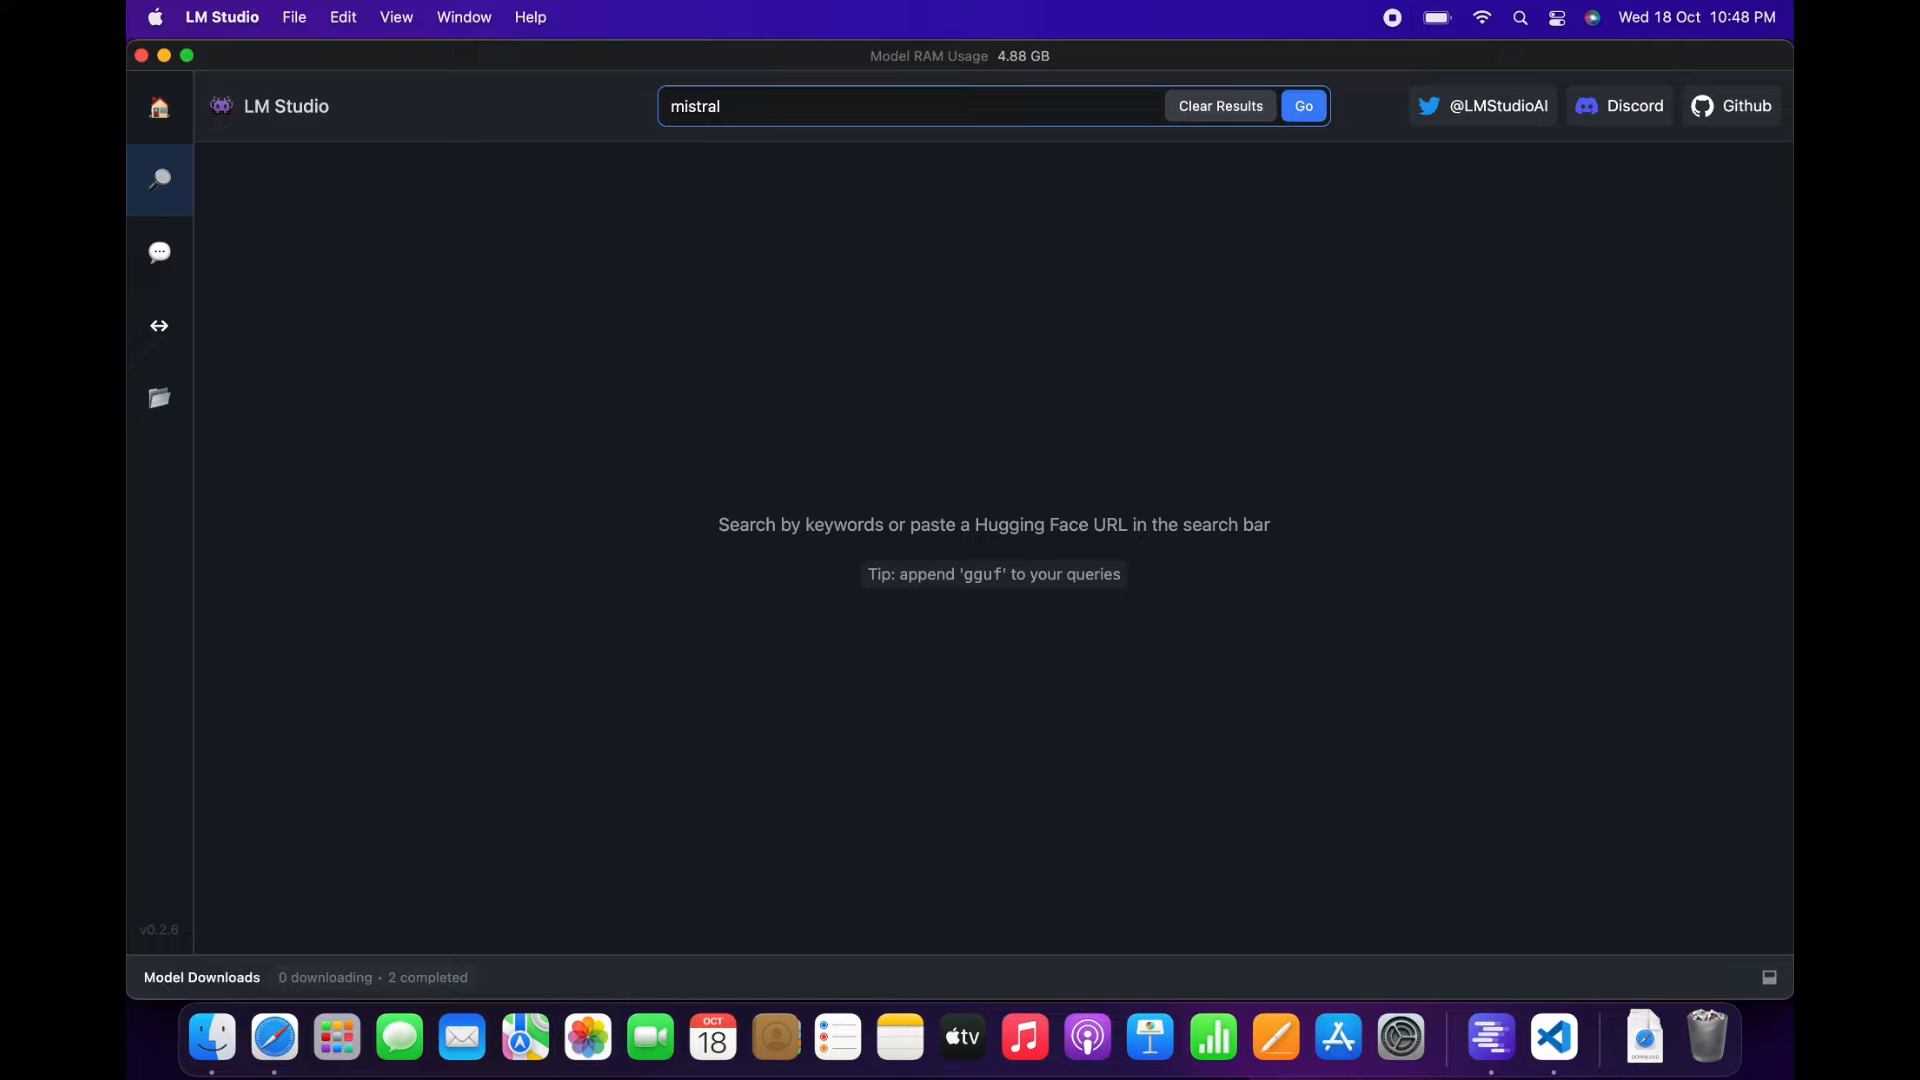 LM Studio File Edit View Window Help Wed 18 Oct 10:48 PM
Model RAM Usage 4.88 GB
LM Studio mistral Clear Results Go @LMStudioAI Discord Github
Search by keywords or paste a Hugging Face URL in the search bar
Tip: append 'gguf' to your queries
v0.2.6
Model Downloads 0 downloading • 2 completed
OCT
18
tv
DOWNLOAD